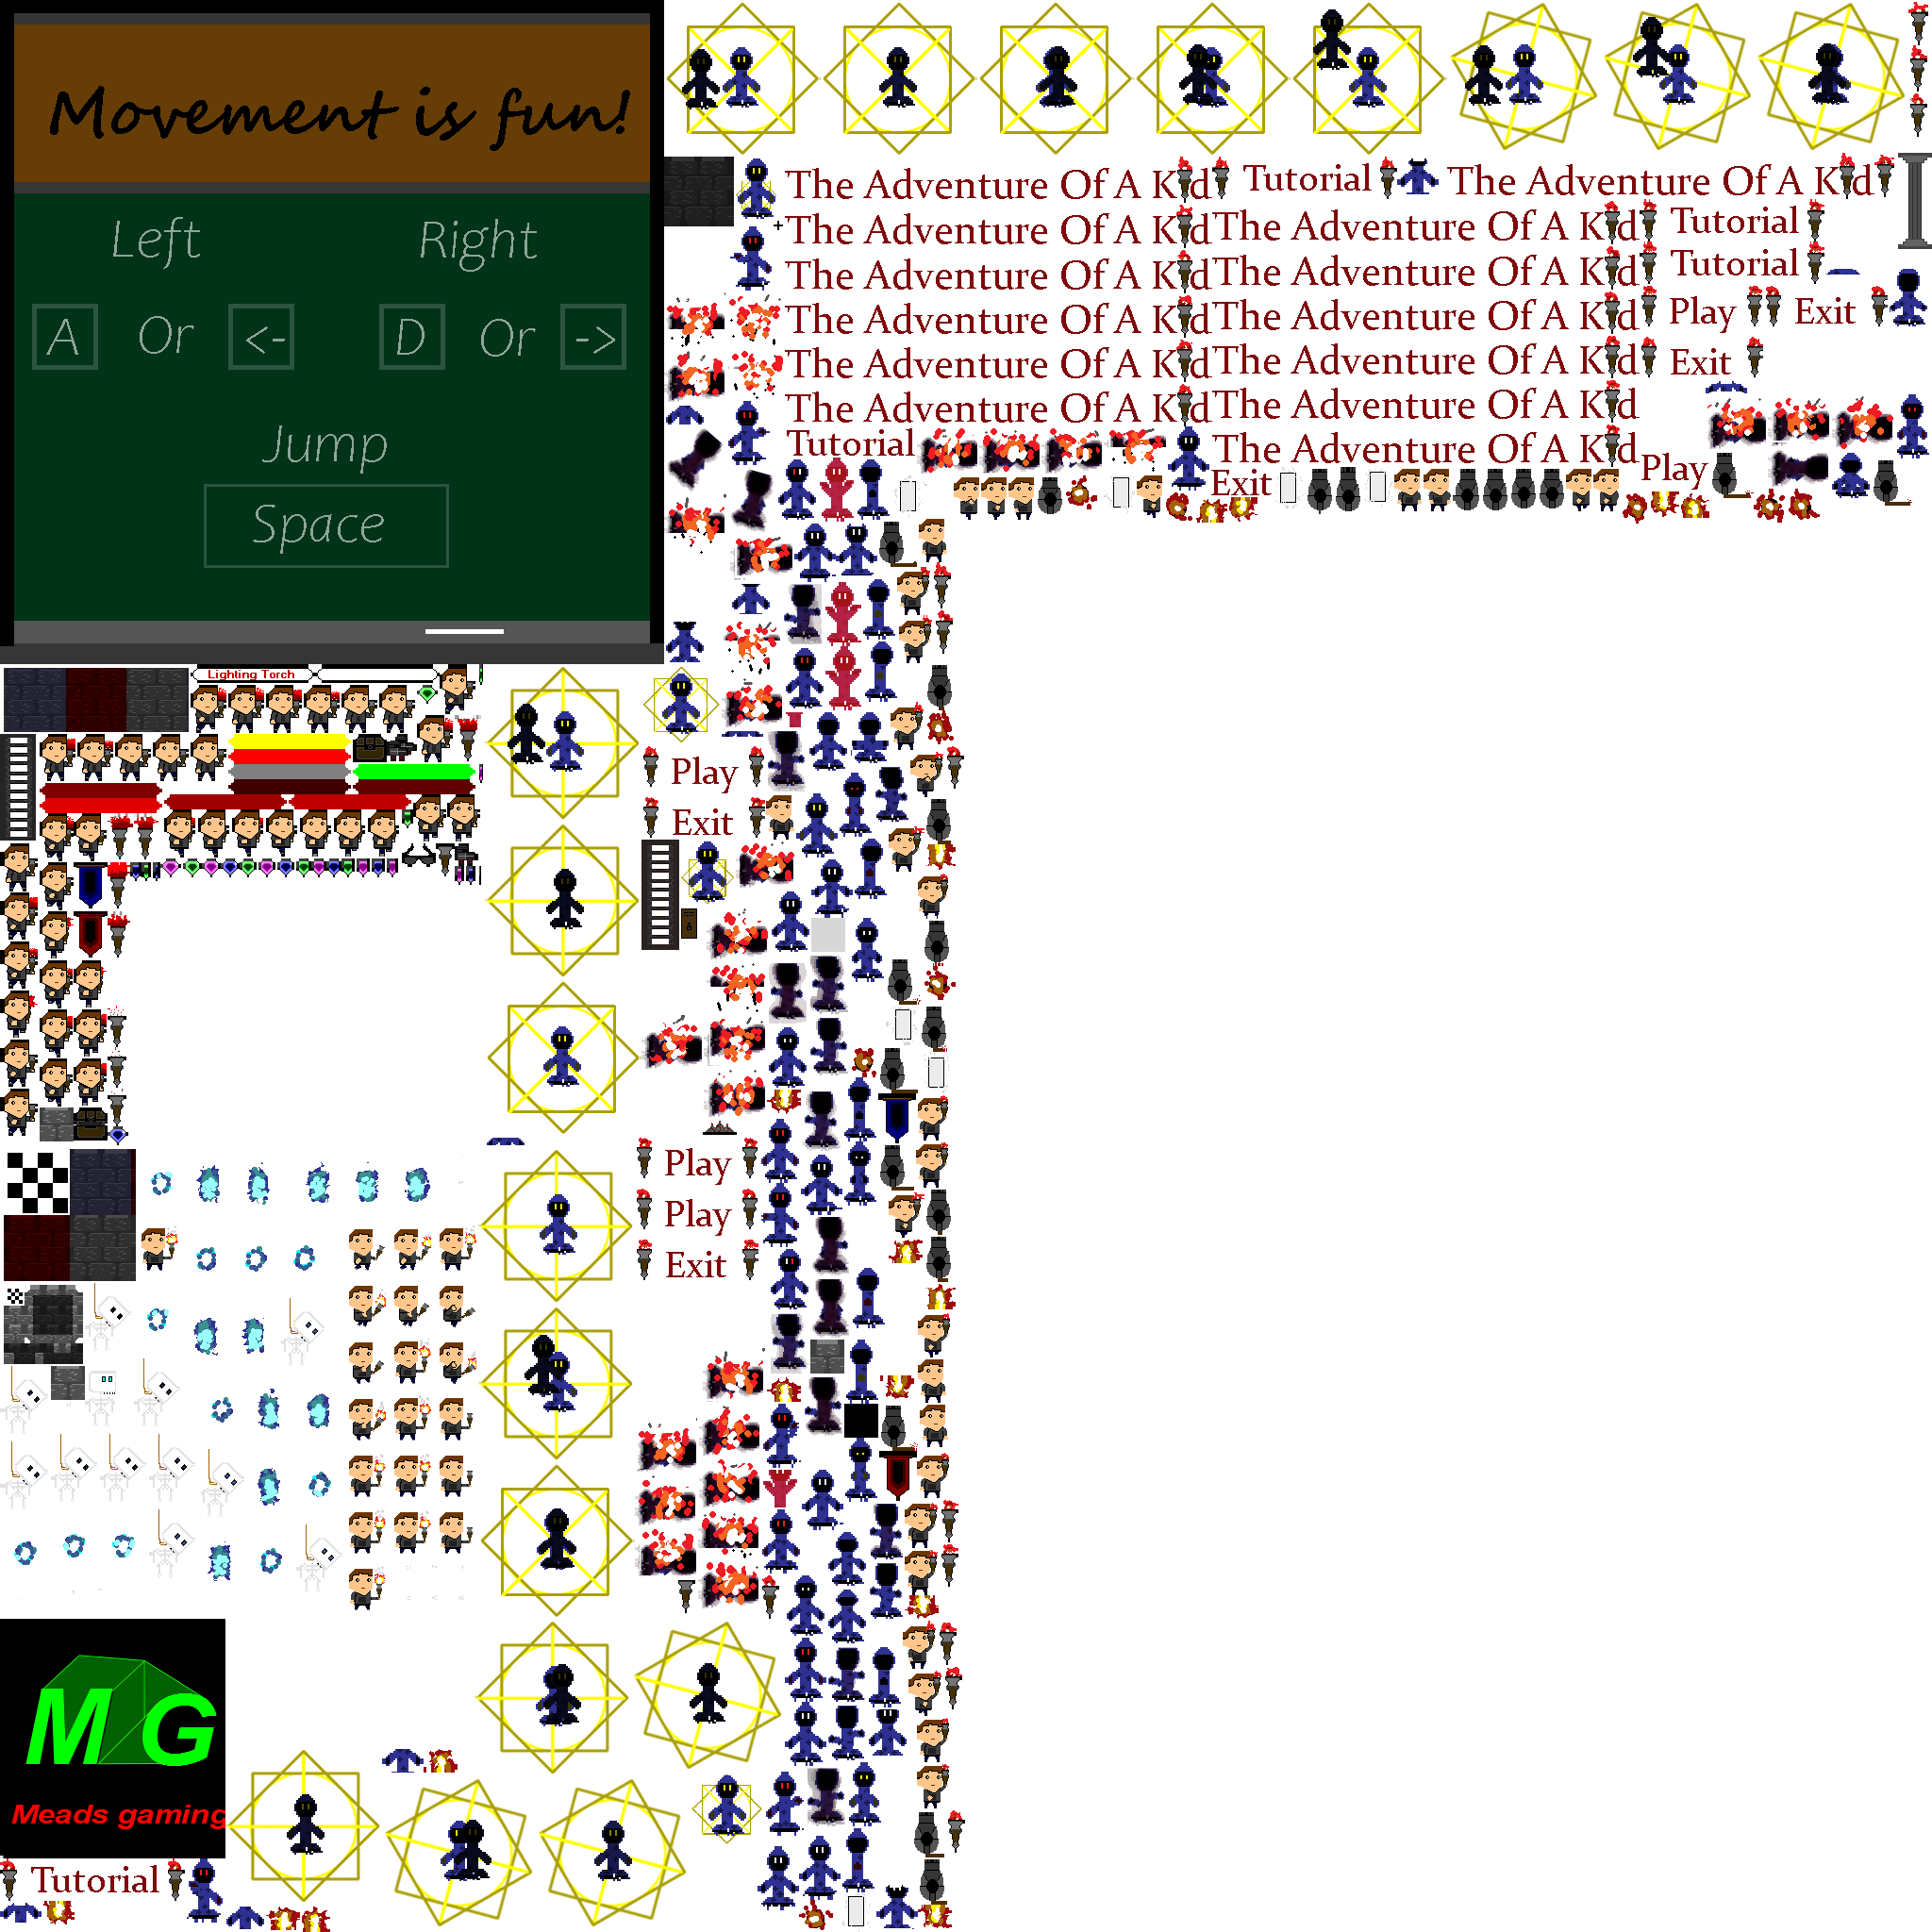 Movement is fun!
Left Right
A Or <- D Or ->
Jump
Space
The Adventure Of A Kid Tutorial The Adventure Of A Kid
The Adventure Of A Kid The Adventure Of A Kid Tutorial
The Adventure Of A Kid The Adventure Of A Kid Tutorial
The Adventure Of A Kid The Adventure Of A Kid Play Exit
The Adventure Of A Kid The Adventure Of A Kid Exit
The Adventure Of A Kid The Adventure Of A Kid
Tutorial The Adventure Of A Kid
Exit Play
Lighting Torch
Play
Exit
Play
Play
Exit
MG
Meads gaming
Tutorial